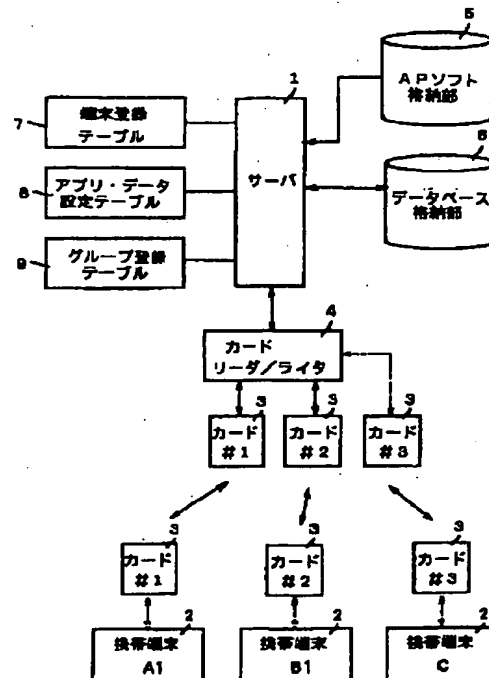 5
APソフト
格納部
1
サーバ
7
端末登録
テーブル
6
データベース
格納部
8
アプリ・データ
設定テーブル
9
グループ登録
テーブル
4
カード
リーダ/ライタ
3
カード
#1
3
カード
#2
3
カード
#3
3
カード
#1
3
カード
#2
3
カード
#3
2
携帯端末
A1
2
携帯端末
B1
2
携帯端末
C